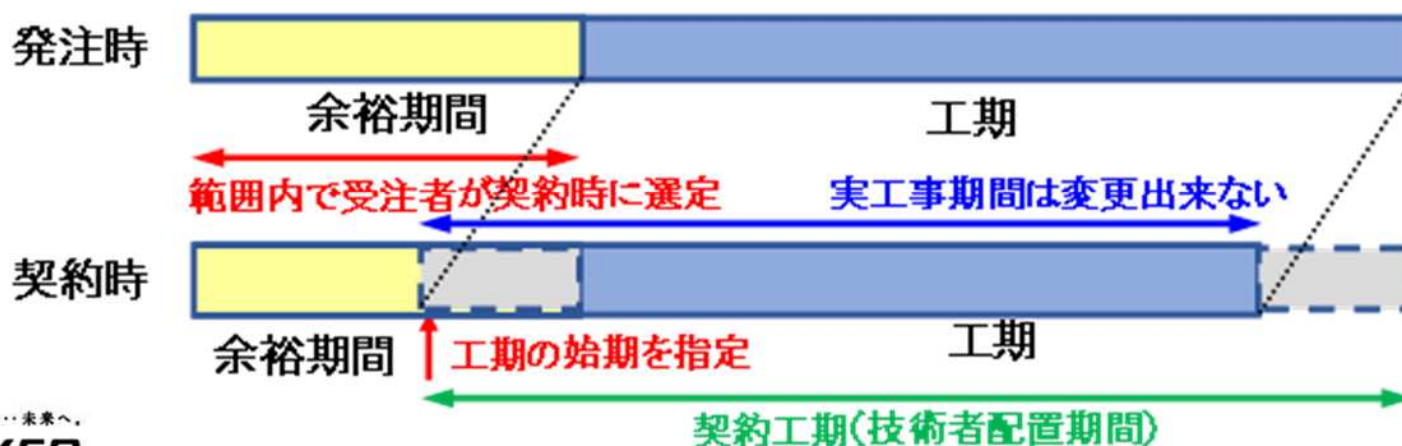 発注時
余裕期間
工期
範囲内で受注者が契約時に選定
実工事期間は変更出来ない
契約時
余裕期間
工期の始期を指定
工期
契約工期(技術者配置期間)
‥未来へ。